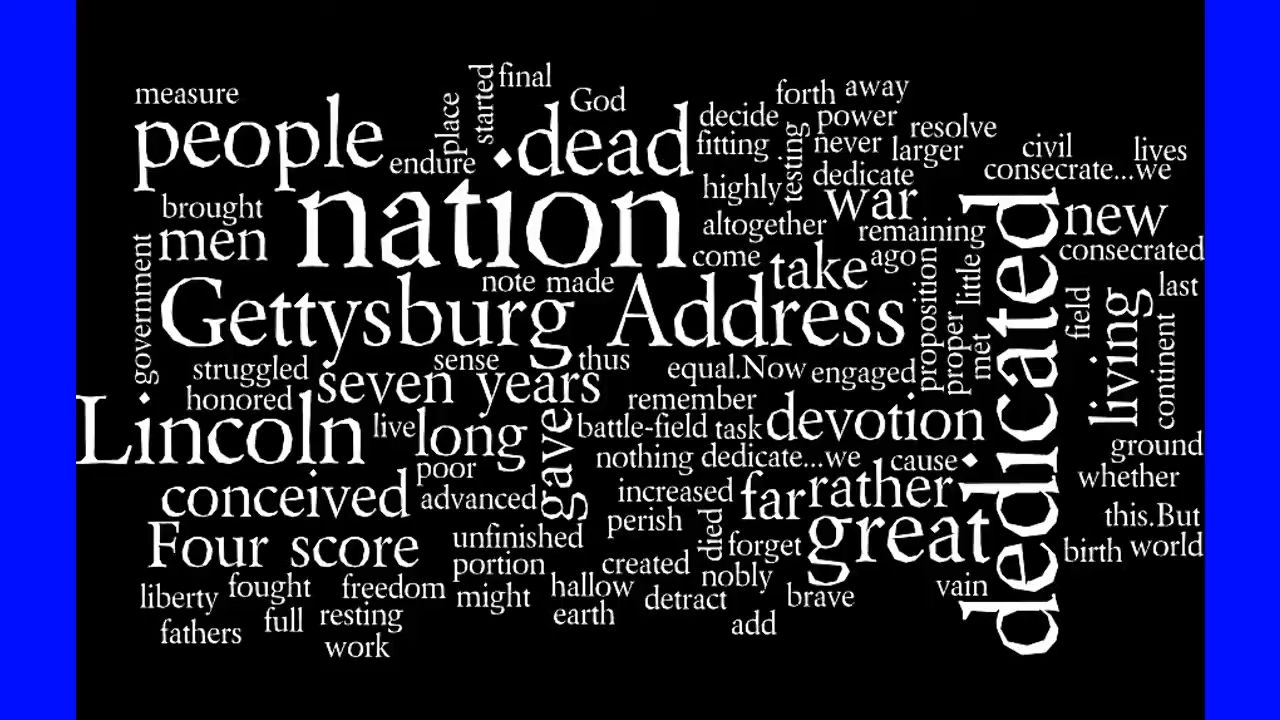 measure
people
place
endure
started
final
God
dead
decide
fitting
forth
away
power
testing
never
larger
resolve
civil
lives
consecrate...we
dedicate
highly
war
altogether
remaining
brought
men
nation
come
take
ago
new
consecrated
dedicated
government
note
made
Gettysburg Address
proposition
little
proper
met
field
living
last
continent
struggled
sense
thus
seven years
equal.Now
engaged
honored
remember
Lincoln
live
long
gave
battle-field
task
devotion
poor
nothing
dedicate...we
cause
ground
whether
conceived
advanced
increased
far
rather
perish
died
great
this.But
Four score
unfinished
forget
birth
world
portion
created
nobly
liberty
fought
freedom
might
hallow
earth
detract
brave
vain
fathers
full
resting
add
work